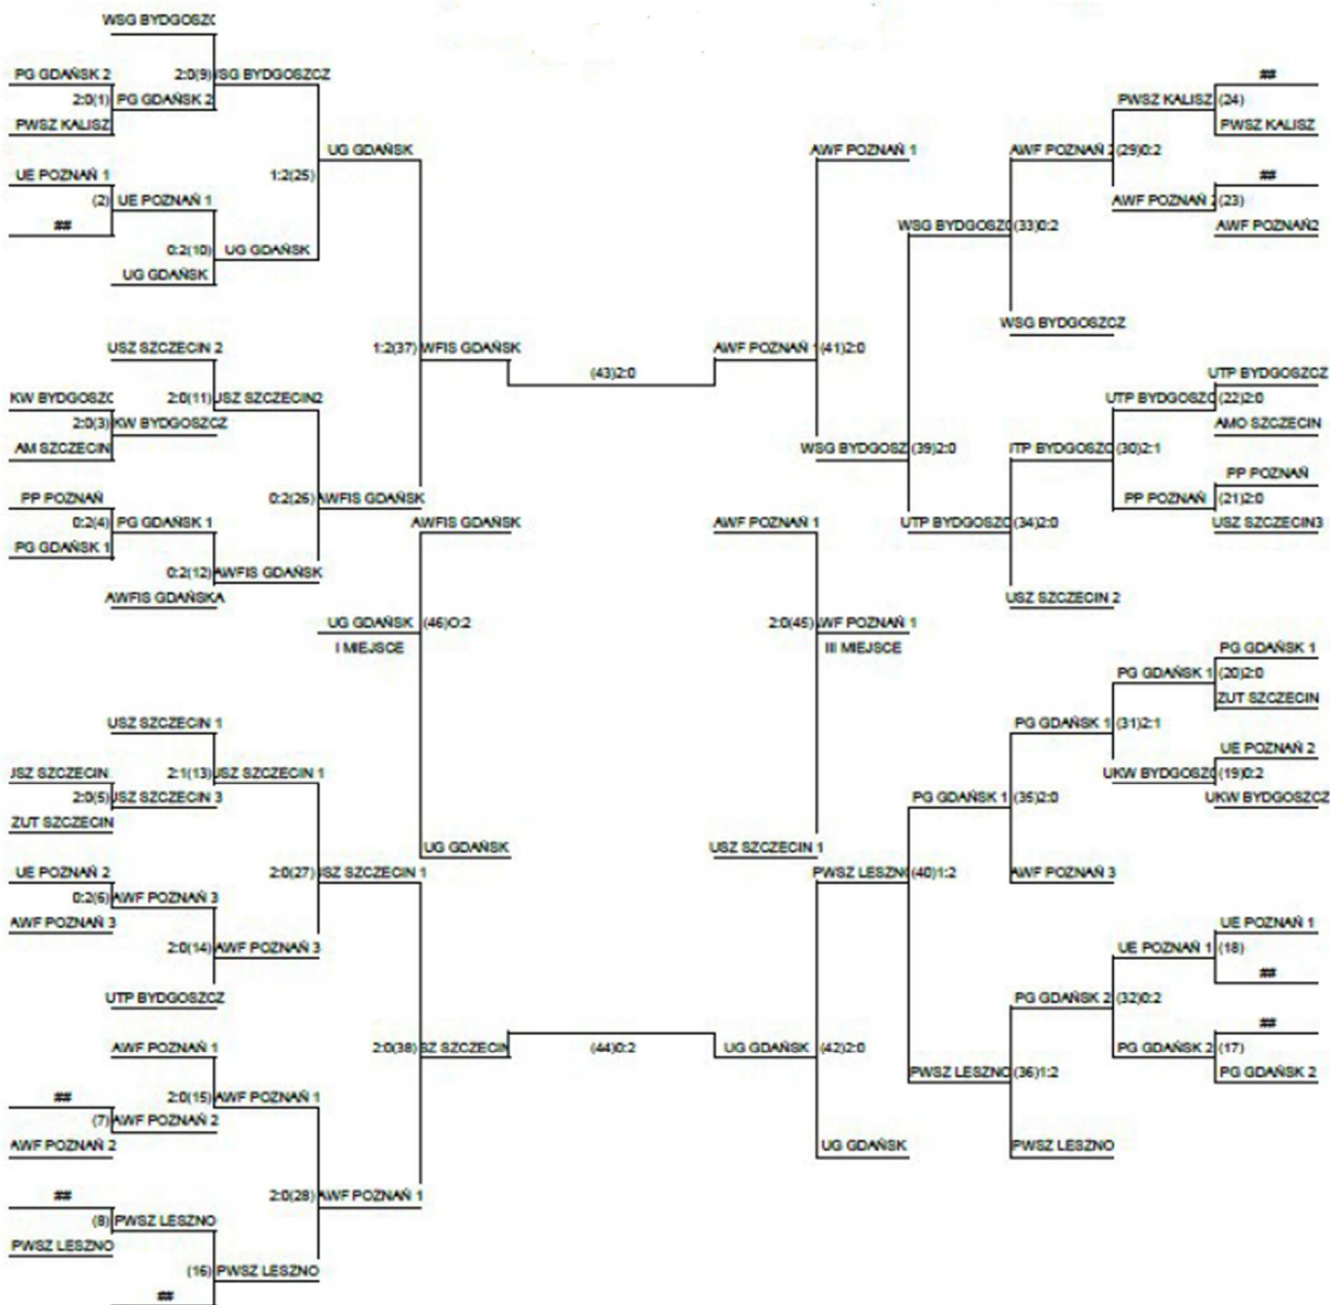 WSG BYDGOSZC
PG GDAŃSK 2
2:0(9)
SG BYDGOSZCZ
2:0(1)
PG GDAŃSK 2
PWSZ KALISZ
UG GDAŃSK
UE POZNAŃ 1
1:2(25)
(2)
UE POZNAŃ 1
##
0:2(10)
UG GDAŃSK
UG GDAŃSK
USZ SZCZECIN 2
1:2(37)
WFIS GDAŃSK
(43)2:0
KW BYDGOSZC
2:0(11)
USZ SZCZECIN2
2:0(3)
KW BYDGOSZCZ
AM SZCZECIN
PP POZNAŃ
0:2(26)
AWFIS GDAŃSK
0:2(4)
PG GDAŃSK 1
AWFIS GDAŃSK
PG GDAŃSK 1
0:2(12)
AWFIS GDAŃSK
AWFIS GDAŃSKA
UG GDAŃSK
(46)O:2
I MIEJSCE
USZ SZCZECIN 1
JSZ SZCZECIN
2:1(13)
JSZ SZCZECIN 1
2:0(5)
JSZ SZCZECIN 3
ZUT SZCZECIN
UG GDAŃSK
UE POZNAŃ 2
2:0(27)
JSZ SZCZECIN 1
0:2(6)
AWF POZNAŃ 3
AWF POZNAŃ 3
2:0(14)
AWF POZNAŃ 3
UTP BYDGOSZCZ
AWF POZNAŃ 1
2:0(38)
SZ SZCZECIN
(44)0:2
##
2:0(15)
AWF POZNAŃ 1
(7)
AWF POZNAŃ 2
AWF POZNAŃ 2
##
2:0(28)
AWF POZNAŃ 1
(8)
PWSZ LESZNO
PWSZ LESZNO
(16)
PWSZ LESZNO
##
##
PWSZ KALISZ
(24)
PWSZ KALISZ
AWF POZNAŃ 1
AWF POZNAŃ 2
(29)0:2
##
AWF POZNAŃ 2
(23)
AWF POZNAŃ2
WSG BYDGOSZC
(33)0:2
WSG BYDGOSZCZ
AWF POZNAŃ 1
(41)2:0
UTP BYDGOSZCZ
UTP BYDGOSZC
(22)2:0
AMO SZCZECIN
WSG BYDGOSZ
(39)2:0
JTP BYDGOSZC
(30)2:1
PP POZNAŃ
PP POZNAŃ
(21)2:0
AWF POZNAŃ 1
UTP BYDGOSZC
(34)2:0
USZ SZCZECIN3
USZ SZCZECIN 2
2:0(45)
WF POZNAŃ 1
III MIEJSCE
PG GDAŃSK 1
PG GDAŃSK 1
(20)2:0
ZUT SZCZECIN
PG GDAŃSK 1
(31)2:1
UE POZNAŃ 2
UKW BYDGOSZC
(19)0:2
PG GDAŃSK 1
(35)2:0
UKW BYDGOSZCZ
USZ SZCZECIN 1
PWSZ LESZNO
(40)1:2
AWF POZNAŃ 3
UE POZNAŃ 1
UE POZNAŃ 1
(18)
##
PG GDAŃSK 2
(32)0:2
##
UG GDAŃSK
(42)2:0
PG GDAŃSK 2
(17)
PWSZ LESZNO
(36)1:2
PG GDAŃSK 2
UG GDAŃSK
PWSZ LESZNO